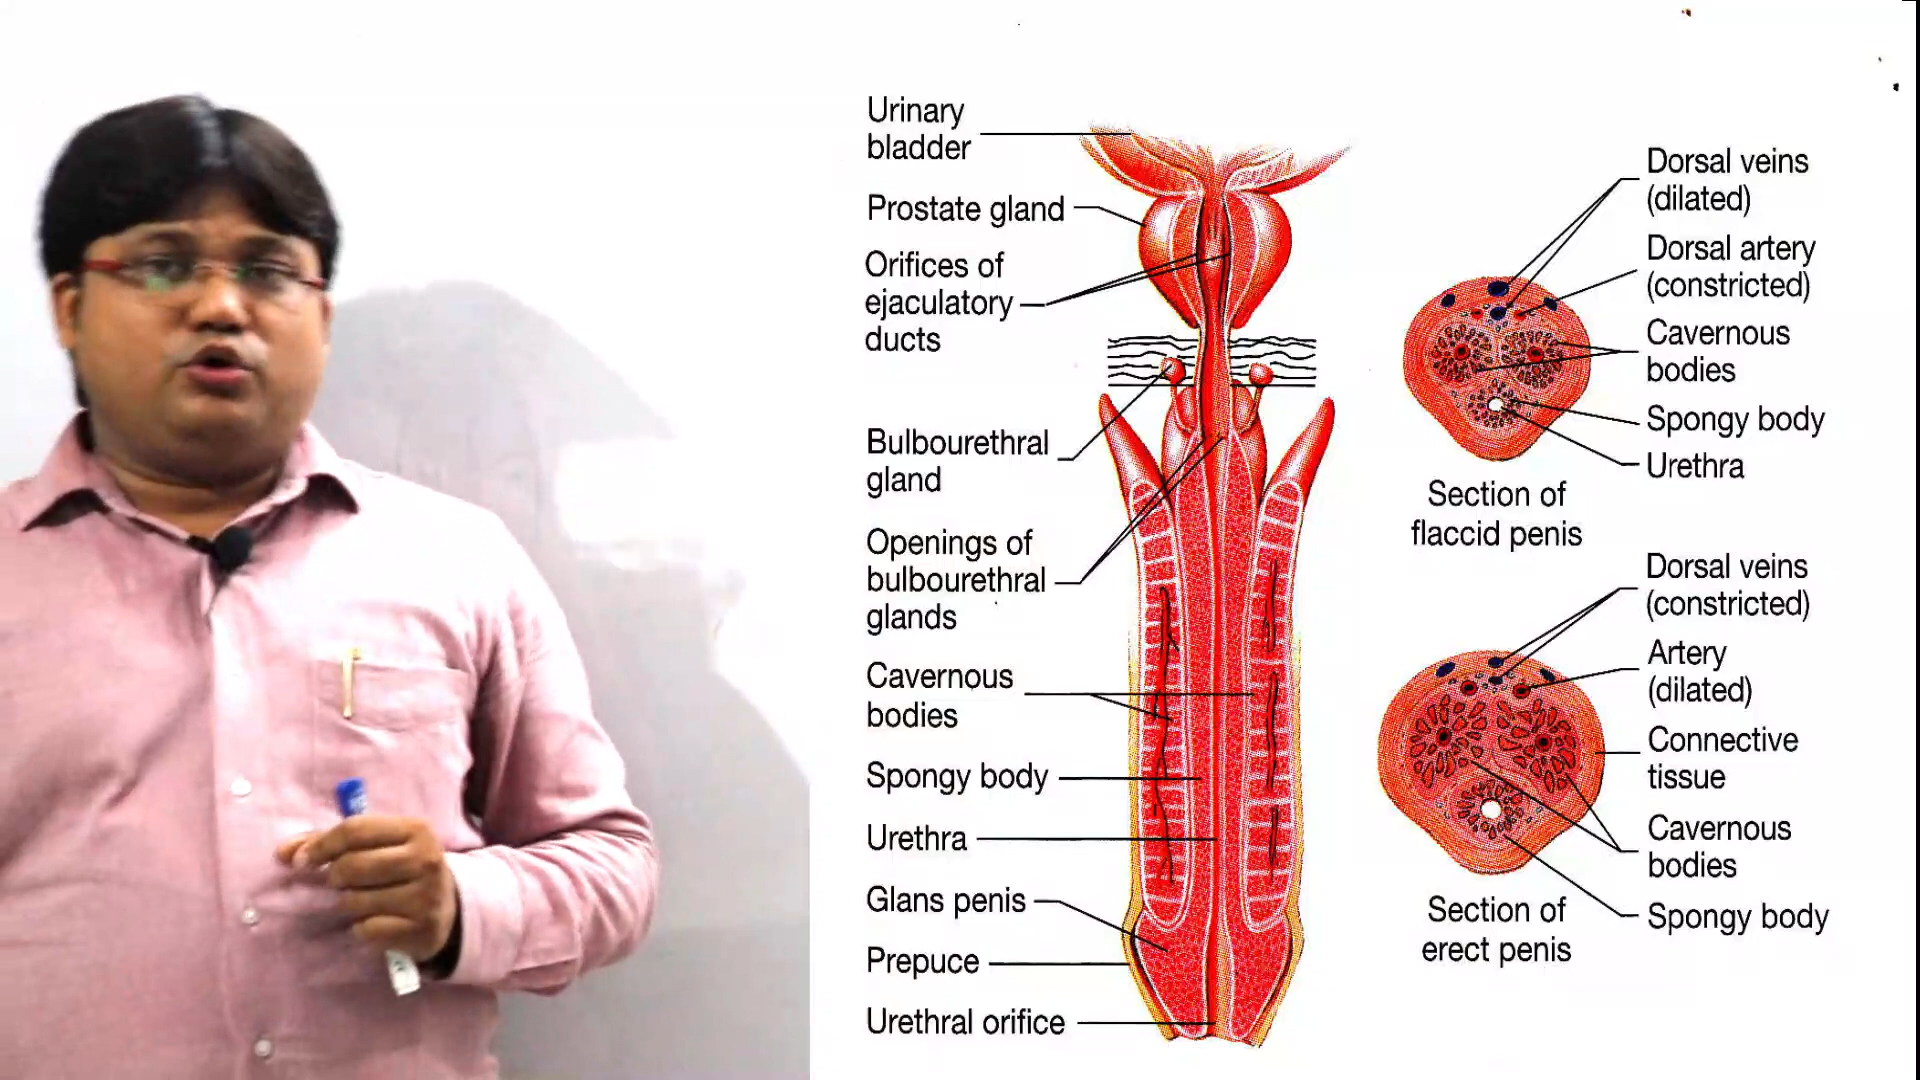 Urinary
bladder
Prostate gland
Orifices of
ejaculatory
ducts
Bulbourethral
gland
Openings of
bulbourethral
glands
Cavernous
bodies
Spongy body
Urethra
Glans penis
Prepuce
Urethral orifice
Dorsal veins
(dilated)
Dorsal artery
(constricted)
Cavernous
bodies
Spongy body
Urethra
Section of
flaccid penis
Dorsal veins
(constricted)
Artery
(dilated)
Connective
tissue
Cavernous
bodies
Spongy body
Section of
erect penis